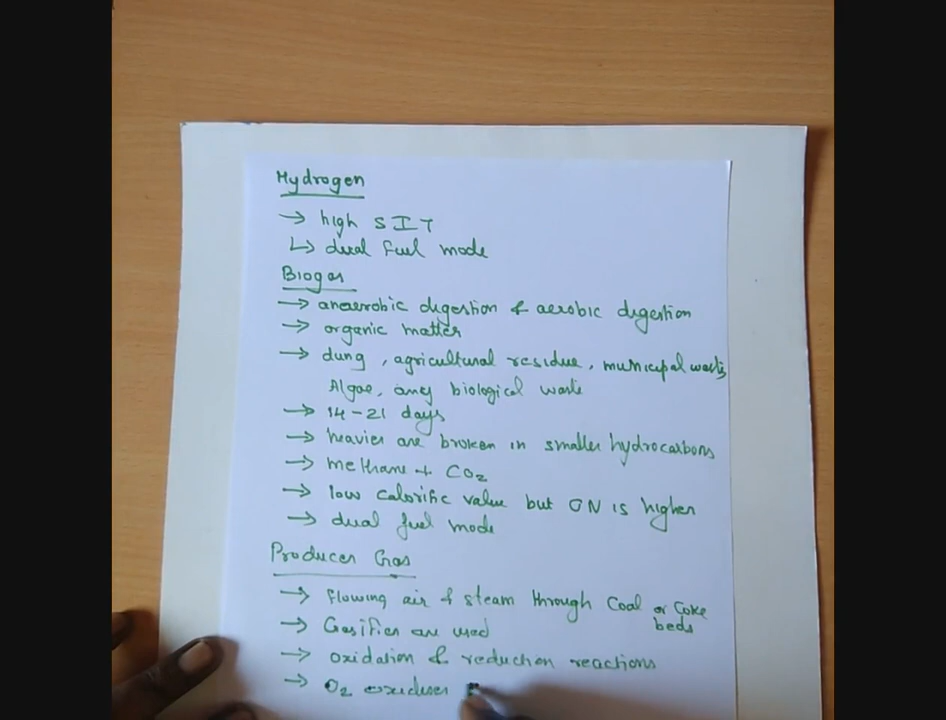 Hydrogen
→ high SIT
↳ dual fuel mode
Biogas
→ anaerobic digestion & aerobic digestion
→ organic matter
→ dung, agricultural residue, municipal waste,
Algae, any biological waste
→ 14-21 days
→ heavier are broken in smaller hydrocarbons
→ methane + CO₂
→ low calorific value but ON is higher
→ dual fuel mode
Producer Gas
→ flowing air & steam through coal or Coke
beds
→ Gasifier are used
→ oxidation & reduction reactions
→ O₂ oxidises